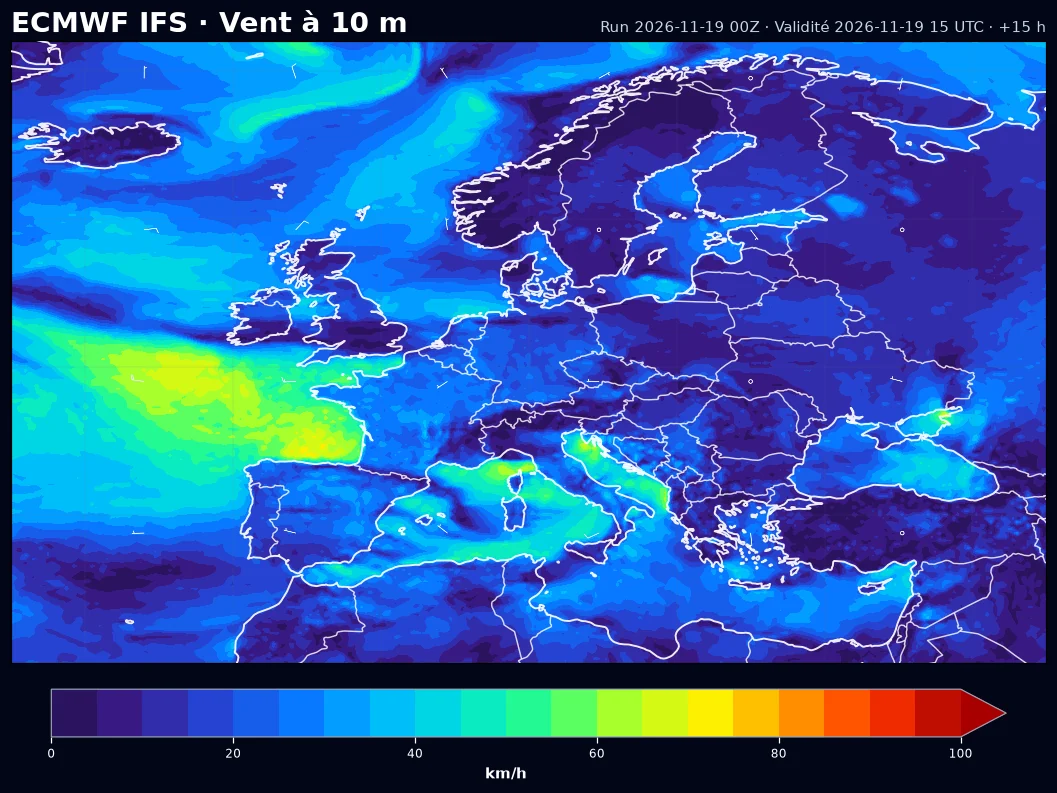 ECMWF IFS · Vent à 10 m
Run 2026-11-19 00Z · Validité 2026-11-19 15 UTC · +15 h
0 20 40 60 80 100
km/h